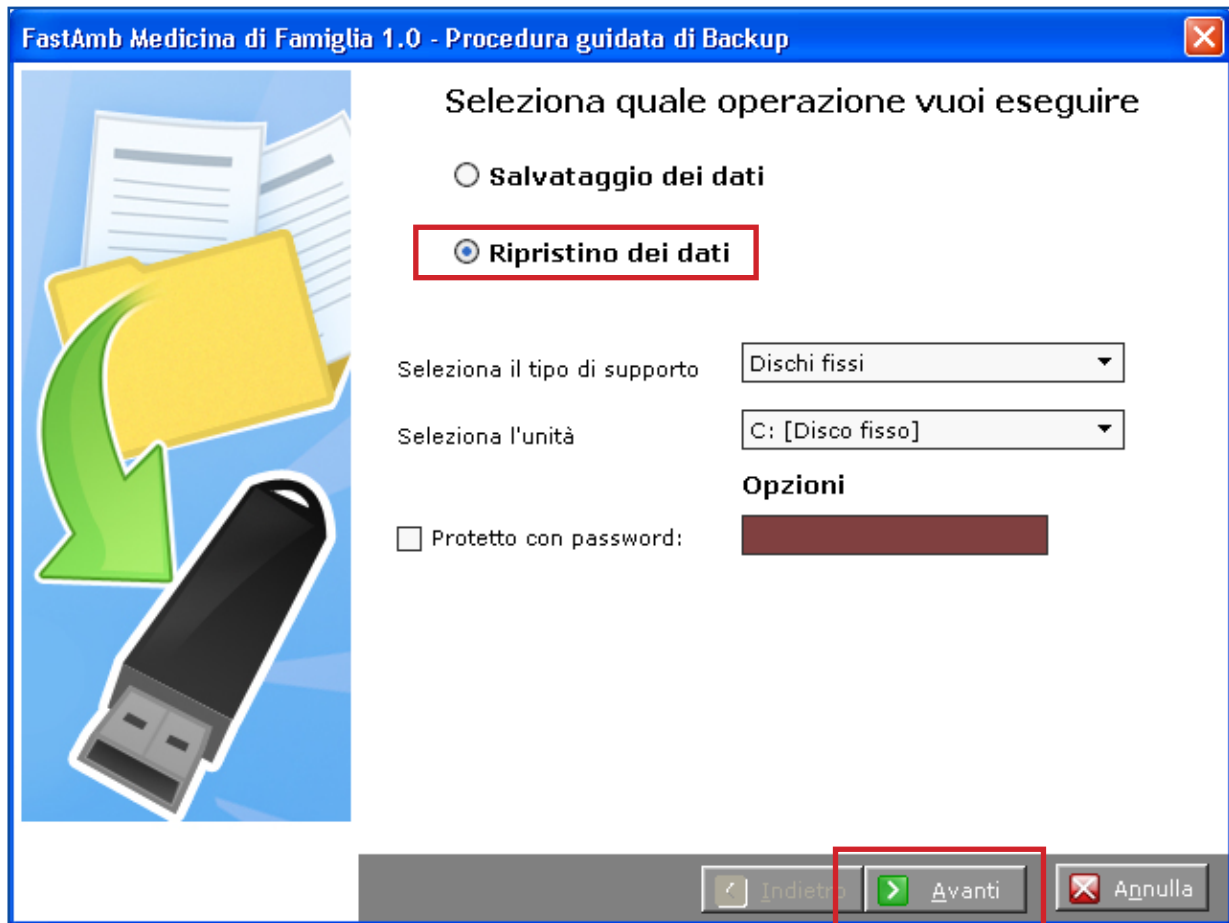 FastAmb Medicina di Famiglia 1.0 - Procedura guidata di Backup
Seleziona quale operazione vuoi eseguire
Salvataggio dei dati
Ripristino dei dati
Seleziona il tipo di supporto
Dischi fissi
Seleziona l'unità
C: [Disco fisso]
Opzioni
Protetto con password:
Indietro
Avanti
Annulla